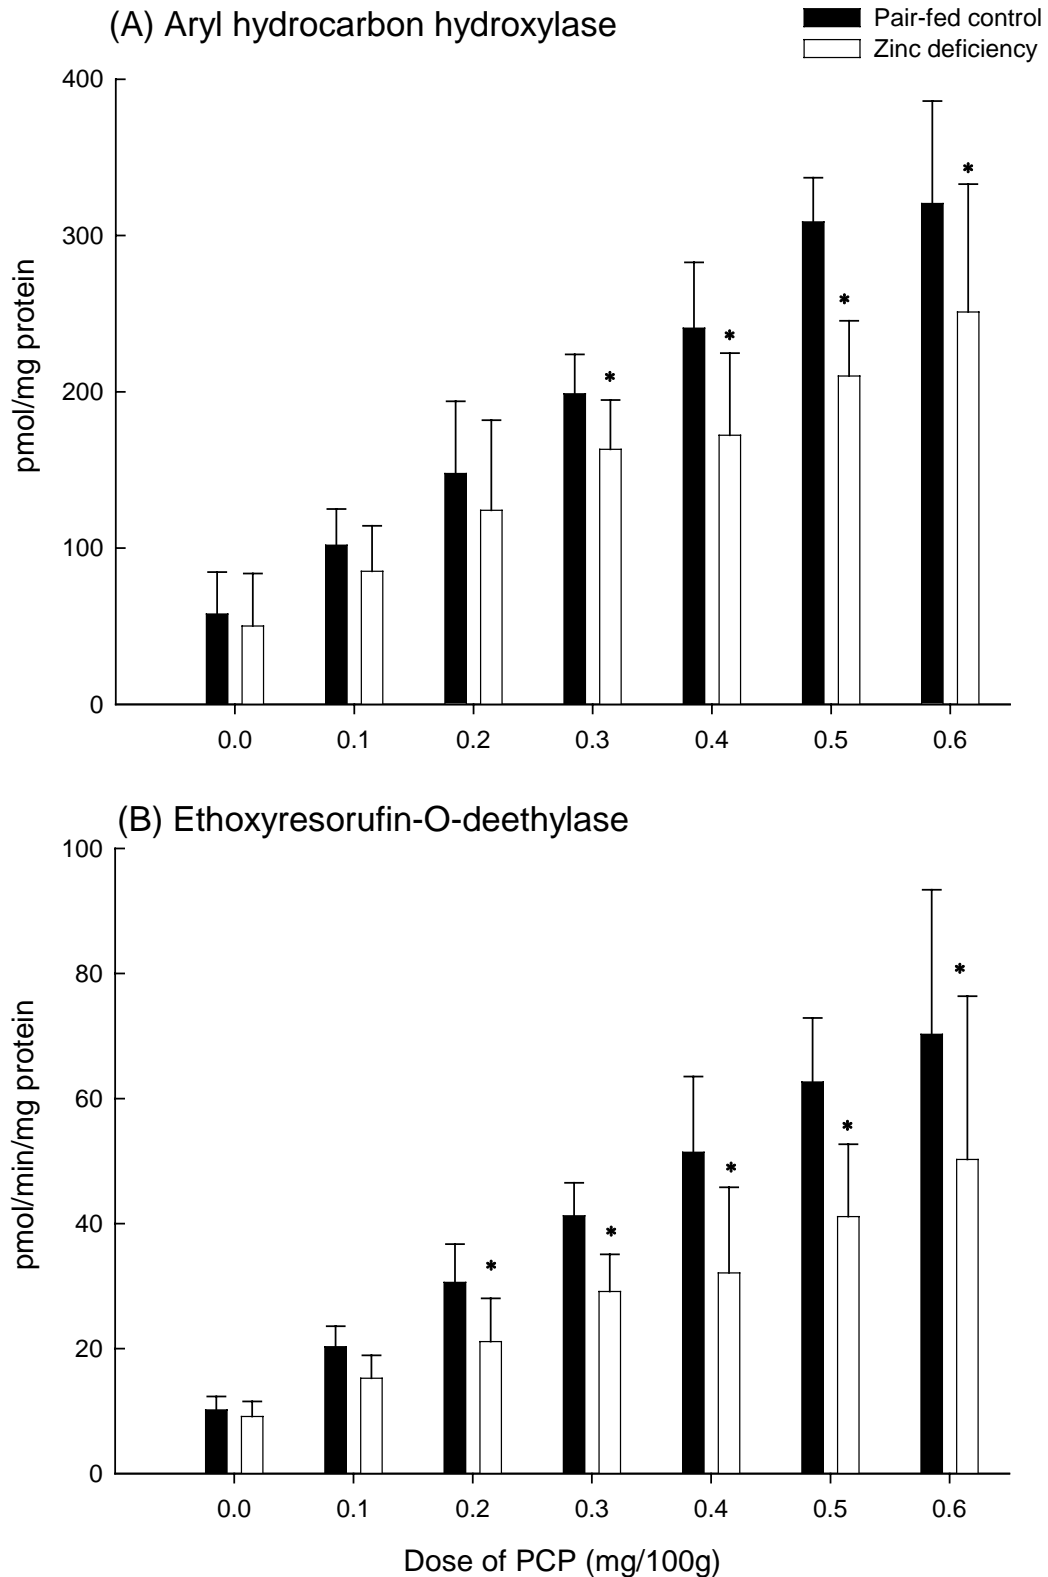 (A) Aryl hydrocarbon hydroxylase
Pair-fed control
Zinc deficiency
400
300
200
100
0
pmol/mg protein
*
*
*
*
0.0 0.1 0.2 0.3 0.4 0.5 0.6
(B) Ethoxyresorufin-O-deethylase
100
80
60
40
20
0
pmol/min/mg protein
*
*
*
*
*
0.0 0.1 0.2 0.3 0.4 0.5 0.6
Dose of PCP (mg/100g)